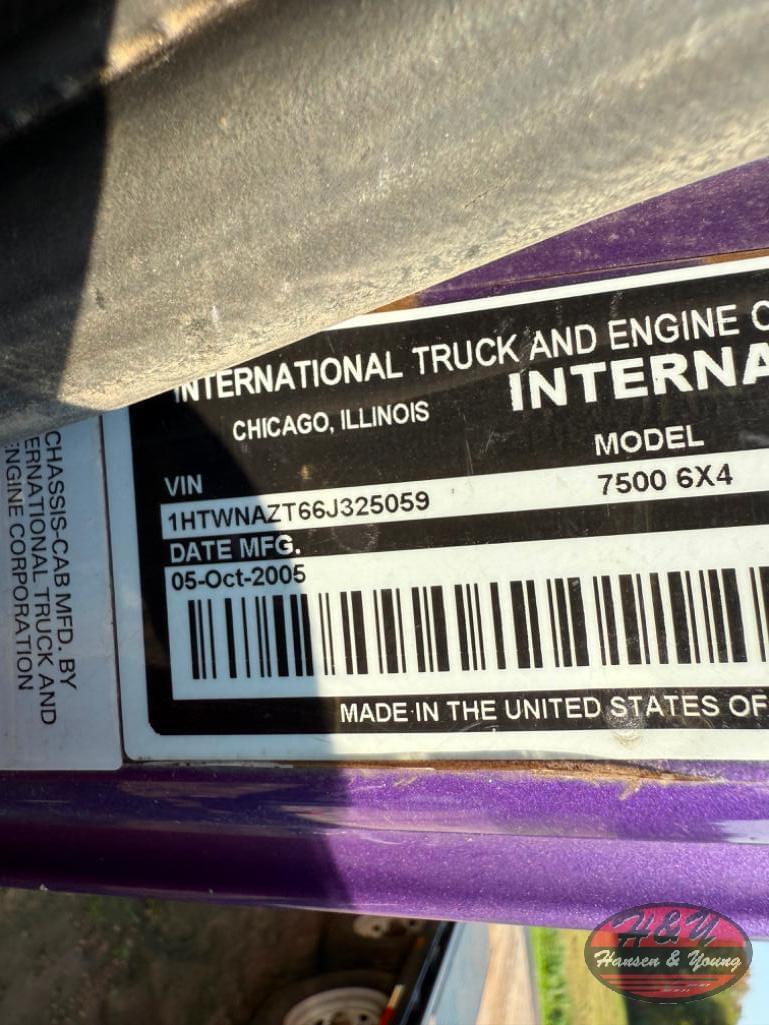 INTERNATIONAL TRUCK AND ENGINE
CHICAGO, ILLINOIS
INTERNA
MODEL
VIN
7500 6X4
1HTWNAZT66J325059
DATE MFG.
05-Oct-2005
MADE IN THE UNITED STATES OF
CHASSIS-CAB MFD. BY
ERNATIONAL TRUCK AND
ENGINE CORPORATION
H&Y
Hansen & Young